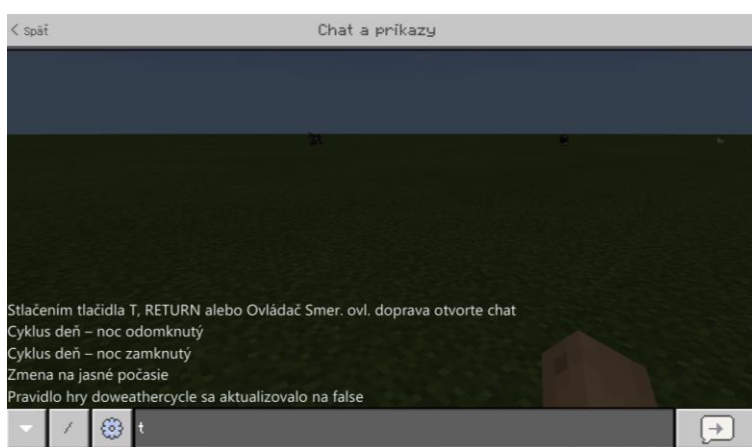 < Späť
Chat a príkazy
Stlačením tlačidla T, RETURN alebo Ovládač Smer. ovl. doprava otvorte chat
Cyklus deň – noc odomknutý
Cyklus deň – noc zamknutý
Zmena na jasné počasie
Pravidlo hry doweathercycle sa aktualizovalo na false
/ t